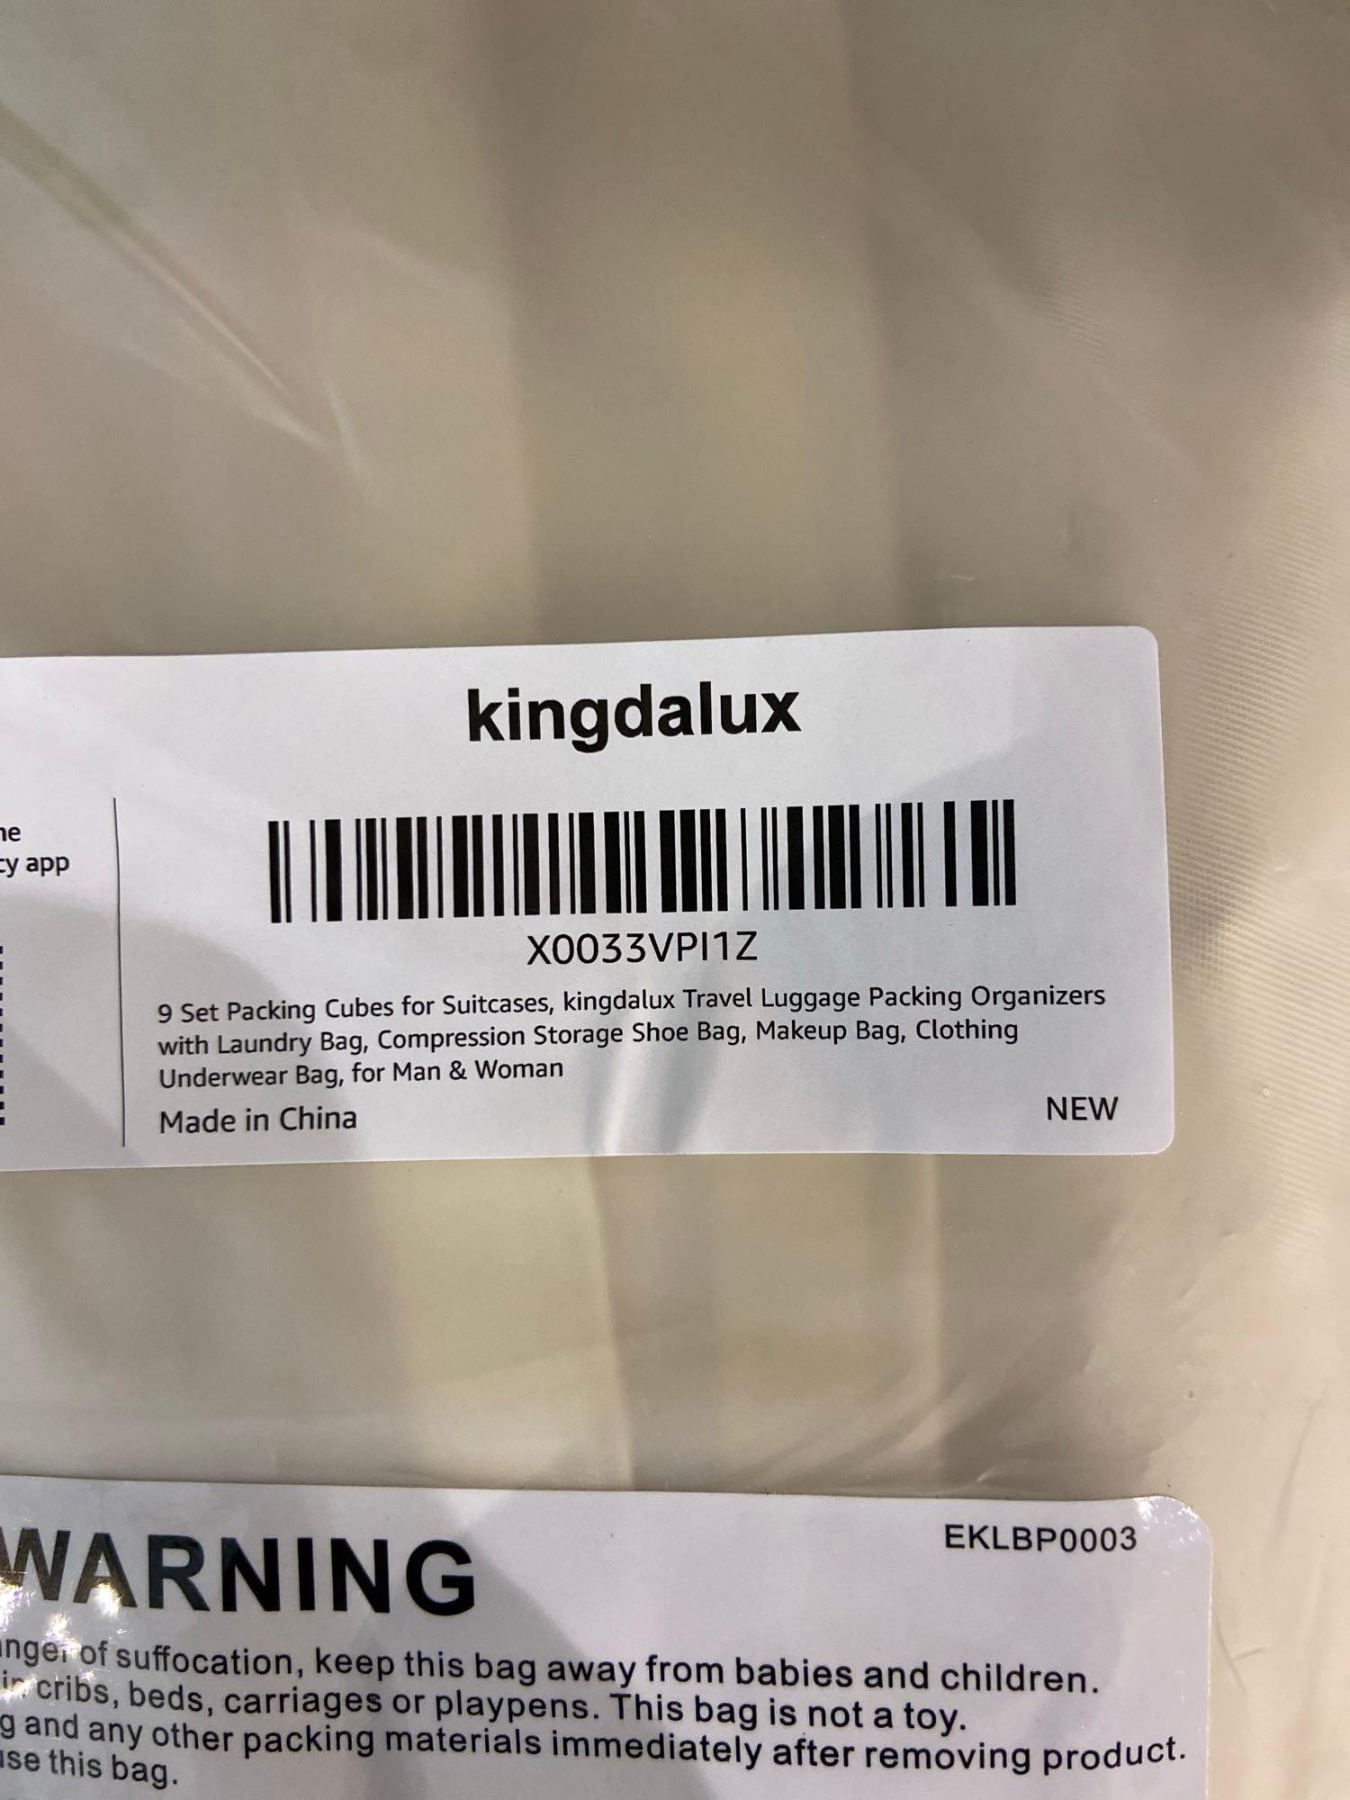 kingdalux
app
X0033VPI1Z
9 Set Packing Cubes for Suitcases, kingdalux Travel Luggage Packing Organizers
with Laundry Bag, Compression Storage Shoe Bag, Makeup Bag, Clothing
Underwear Bag, for Man & Woman
Made in China
NEW
EKLBP0003
WARNING
of suffocation, keep this bag away from babies and children.
in cribs, beds, carriages or playpens. This bag is not a toy.
and any other packing materials immediately after removing product.
this bag.